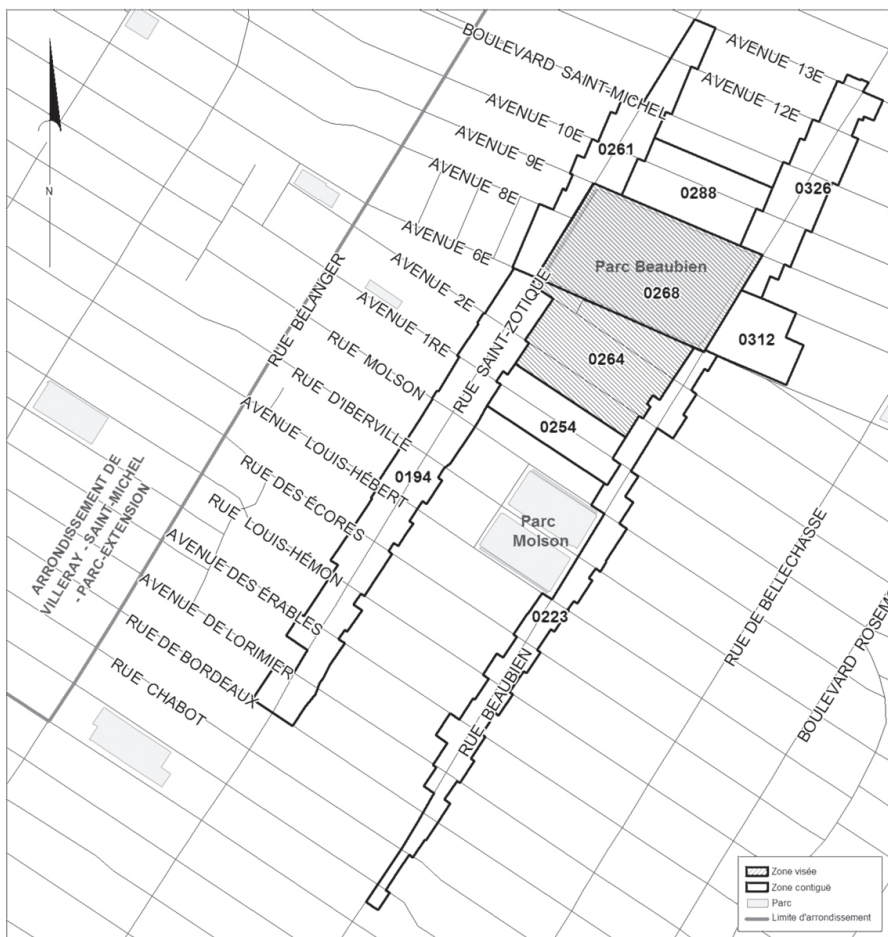 BOULEVARD SAINT-MICHEL
AVENUE 13E
AVENUE 12E
AVENUE 10E
AVENUE 9E
AVENUE 8E
AVENUE 6E
AVENUE 2E
AVENUE 1RE
RUE MOLSON
RUE D'IBERVILLE
AVENUE LOUIS-HÉBERT
RUE DES ÉCORES
RUE LOUIS-HÉMON
AVENUE DES ÉRABLES
AVENUE DE LORIMIER
RUE DE BORDEAUX
RUE CHABOT
N
RUE BÉLANGER
RUE SAINT-ZOTIQUE
RUE BEAUBIEN
RUE DE BELLECHASSE
BOULEVARD ROSEM
0261
0288
0326
Parc Beaubien
0268
0312
0264
0254
0194
Parc
Molson
0223
ARRONDISSEMENT DE
VILLERAY - SAINT-MICHEL
- PARC-EXTENSION
Zone visée
Zone contiguë
Parc
Limite d'arrondissement